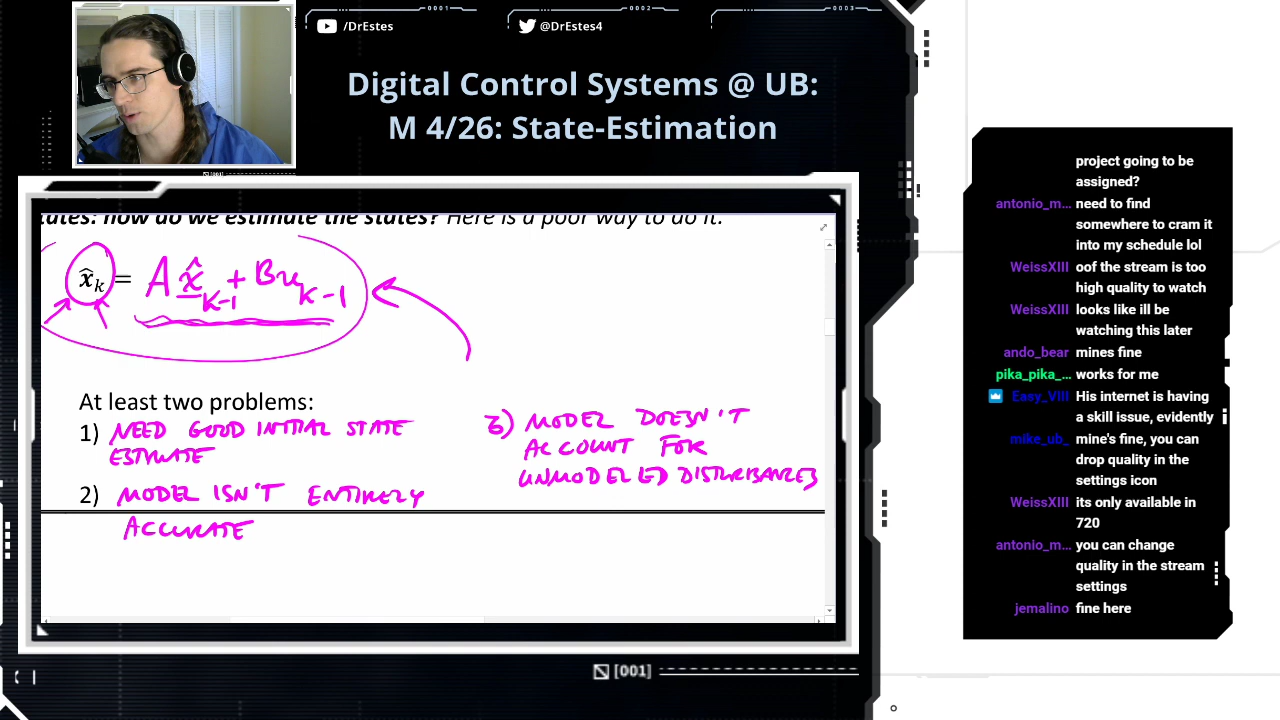 0001
0002
0003
/DrEstes
@DrEstes4
Digital Control Systems @ UB:
M 4/26: State-Estimation
[001]
ates: how do we estimate the states? Here is a poor way to do it.
x̂k = A x̂k-1 + Buk-1
At least two problems:
1) NEED GOOD INITIAL STATE
ESTIMATE
2) MODEL ISN'T ENTIRELY
ACCURATE
3) MODEL DOESN'T
ACCOUNT FOR
UNMODELED DISTURBANCES
[001]
project going to be
assigned?
antonio_m... need to find
somewhere to cram it
into my schedule lol
WeissXIII oof the stream is too
high quality to watch
WeissXIII looks like ill be
watching this later
ando_bear mines fine
pika_pika_... works for me
Easy_VIII His internet is having
a skill issue, evidently
mike_ub_ mine's fine, you can
drop quality in the
settings icon
WeissXIII its only available in
720
antonio_m... you can change
quality in the stream
settings
jemalino fine here